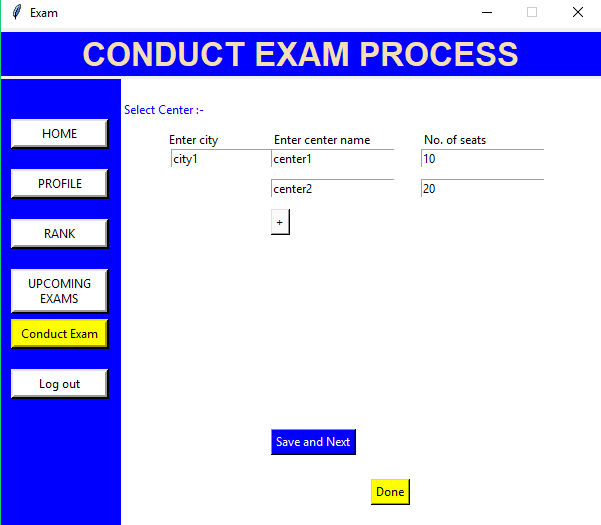 Exam
CONDUCT EXAM PROCESS
HOME
PROFILE
RANK
UPCOMING
EXAMS
Conduct Exam
Log out
Select Center :-
Enter city Enter center name No. of seats
city1 center1 10
center2 20
+
Save and Next
Done